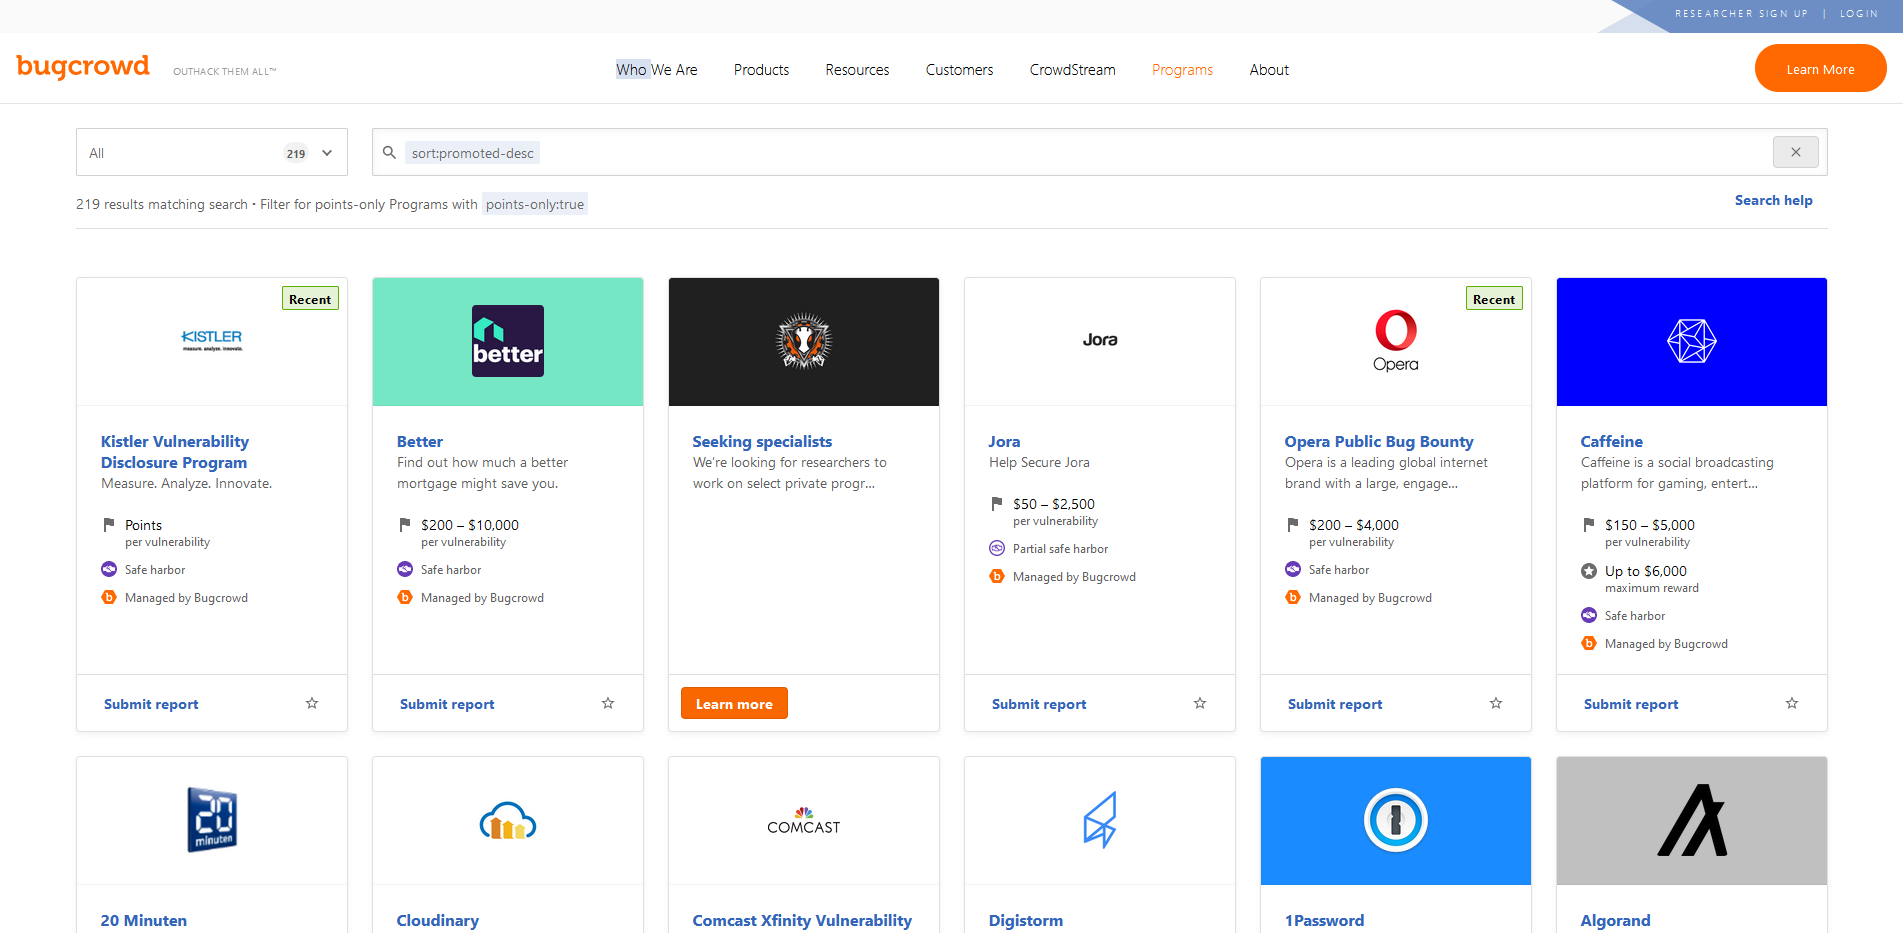 RESEARCHER SIGN UP | LOGIN
bugcrowd OUTHACK THEM ALL™ Who We Are Products Resources Customers CrowdStream Programs About Learn More
All 219 sort:promoted-desc
219 results matching search • Filter for points-only Programs with points-only:true Search help
Recent
KISTLER
measure. analyze. innovate.
Kistler Vulnerability
Disclosure Program
Measure. Analyze. Innovate.
Points
per vulnerability
Safe harbor
b Managed by Bugcrowd
Submit report
better
Better
Find out how much a better
mortgage might save you.
$200 – $10,000
per vulnerability
Safe harbor
b Managed by Bugcrowd
Submit report
Seeking specialists
We're looking for researchers to
work on select private progr...
Learn more
Jora
Jora
Help Secure Jora
$50 – $2,500
per vulnerability
Partial safe harbor
b Managed by Bugcrowd
Submit report
Recent
Opera
Opera Public Bug Bounty
Opera is a leading global internet
brand with a large, engage...
$200 – $4,000
per vulnerability
Safe harbor
b Managed by Bugcrowd
Submit report
Caffeine
Caffeine is a social broadcasting
platform for gaming, entert...
$150 – $5,000
per vulnerability
Up to $6,000
maximum reward
Safe harbor
b Managed by Bugcrowd
Submit report
20
minuten
20 Minuten
Cloudinary
COMCAST
Comcast Xfinity Vulnerability
Digistorm
1Password
Algorand